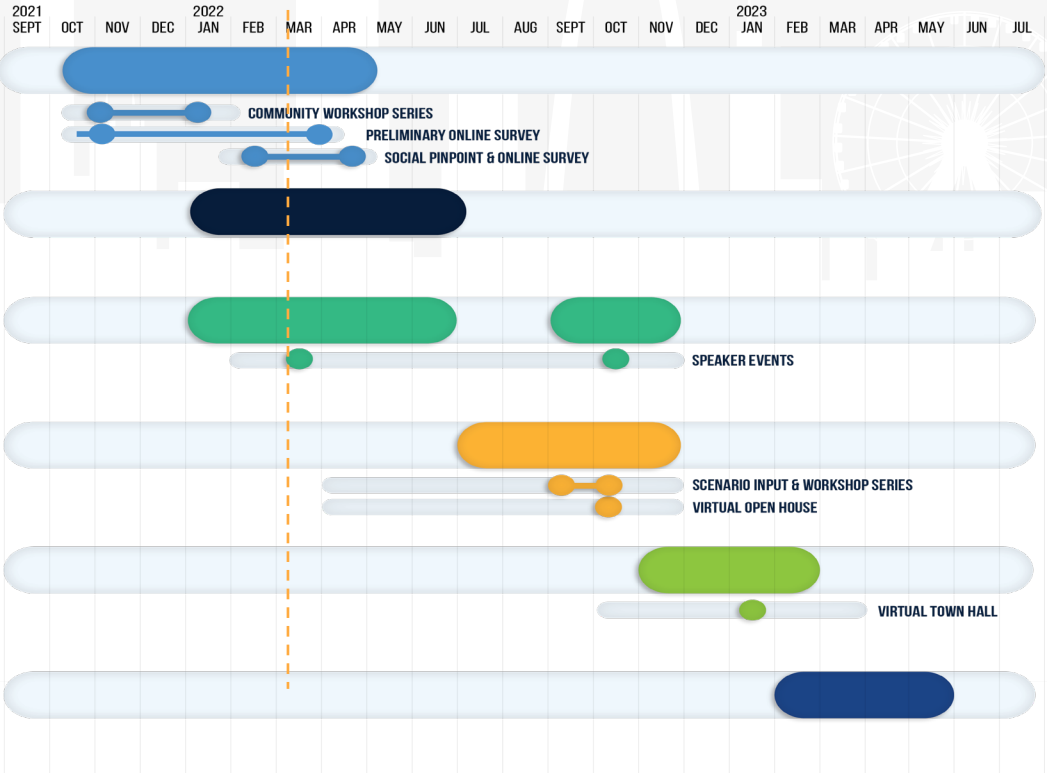 2021 2022 2023
SEPT OCT NOV DEC JAN FEB MAR APR MAY JUN JUL AUG SEPT OCT NOV DEC JAN FEB MAR APR MAY JUN JUL
COMMUNITY WORKSHOP SERIES
PRELIMINARY ONLINE SURVEY
SOCIAL PINPOINT & ONLINE SURVEY
SPEAKER EVENTS
SCENARIO INPUT & WORKSHOP SERIES
VIRTUAL OPEN HOUSE
VIRTUAL TOWN HALL